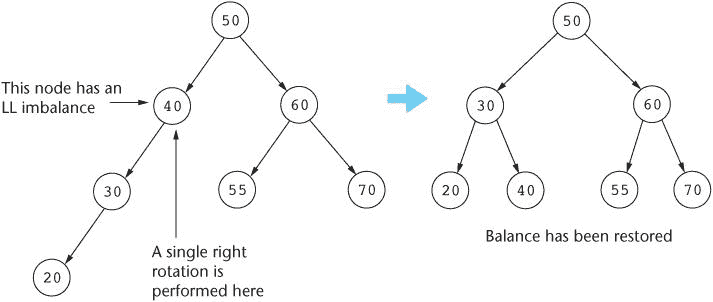 50
This node has an
LL imbalance
40
60
30
55
70
20
A single right
rotation is
performed here
50
30
60
20
40
55
70
Balance has been restored